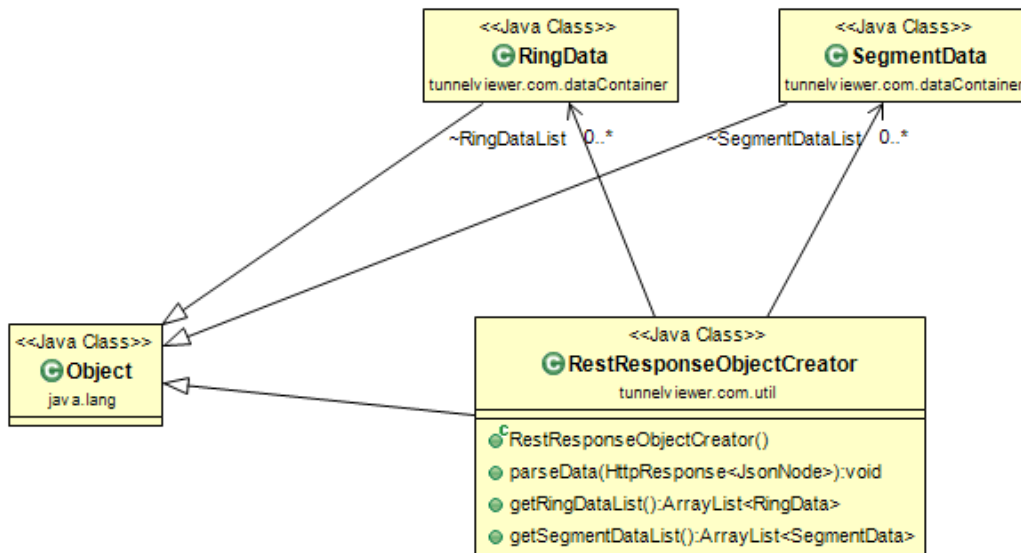 <<Java Class>>
RingData
tunnelviewer.com.dataContainer
<<Java Class>>
SegmentData
tunnelviewer.com.dataContainer
~RingDataList 0..*
~SegmentDataList 0..*
<<Java Class>>
Object
java.lang
<<Java Class>>
RestResponseObjectCreator
tunnelviewer.com.util
RestResponseObjectCreator()
parseData(HttpResponse<JsonNode>):void
getRingDataList():ArrayList<RingData>
getSegmentDataList():ArrayList<SegmentData>